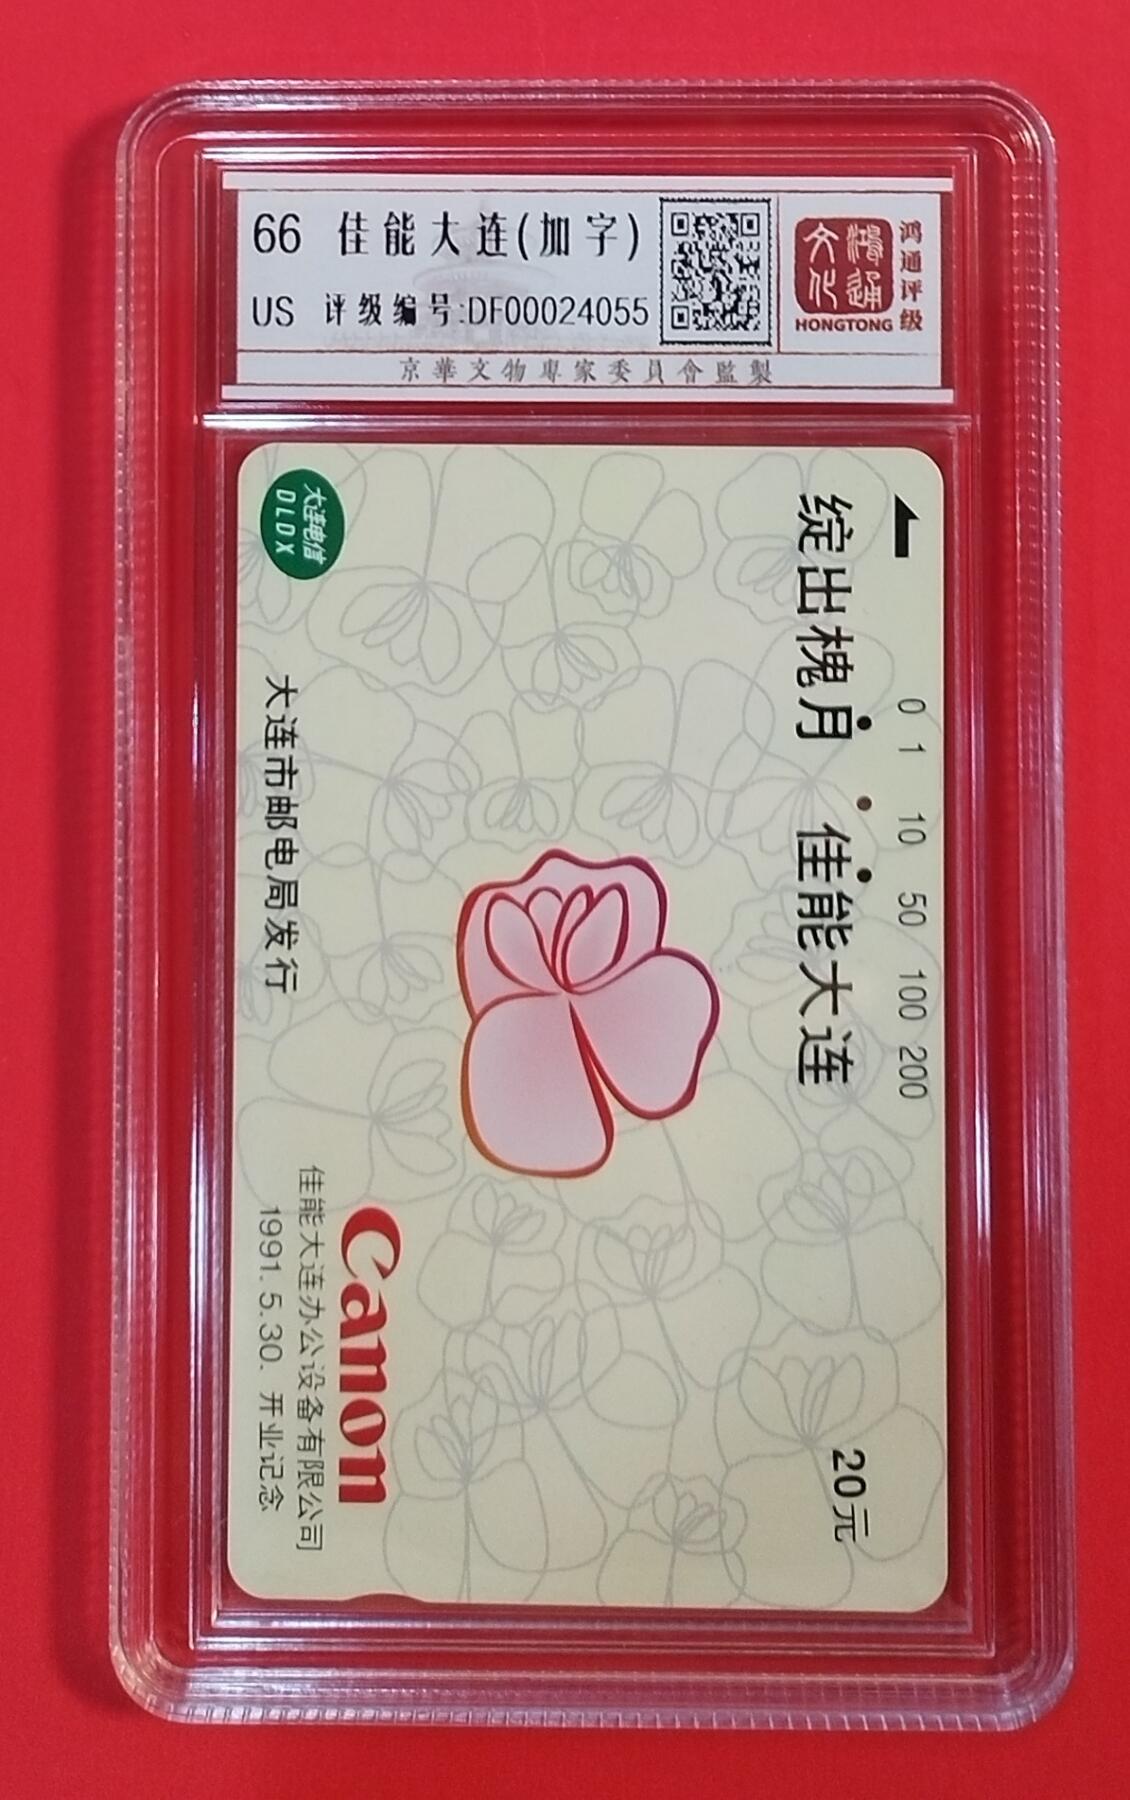 66 佳能大连(加字)
US 评级编号:DF00024055
文化 鸿通
HONGTONG
鸿通评级
京華文物專家委員會監製
0 1 10 50 100 200
绽出槐月 佳能大连
20元
大连电信
DLDX
大连市邮电局发行
Canon
佳能大连办公设备有限公司
1991.5.30. 开业记念